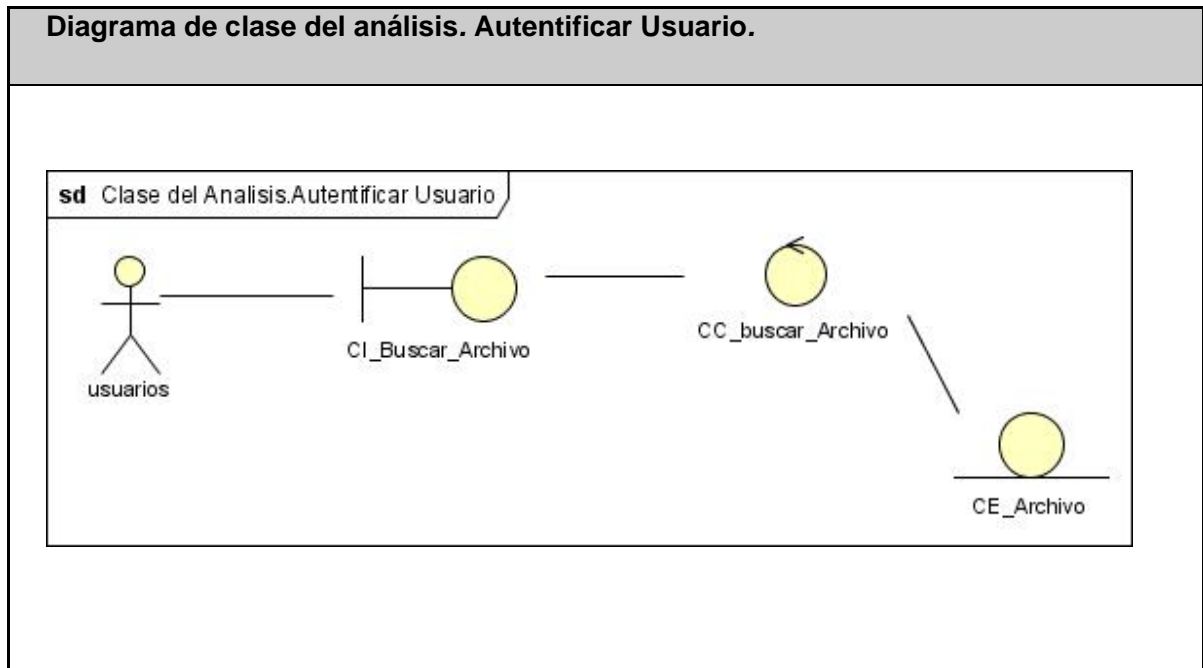 Diagrama de clase del análisis. Autentificar Usuario.
sd Clase del Analisis.Autentificar Usuario
usuarios
CI_Buscar_Archivo
CC_buscar_Archivo
CE_Archivo